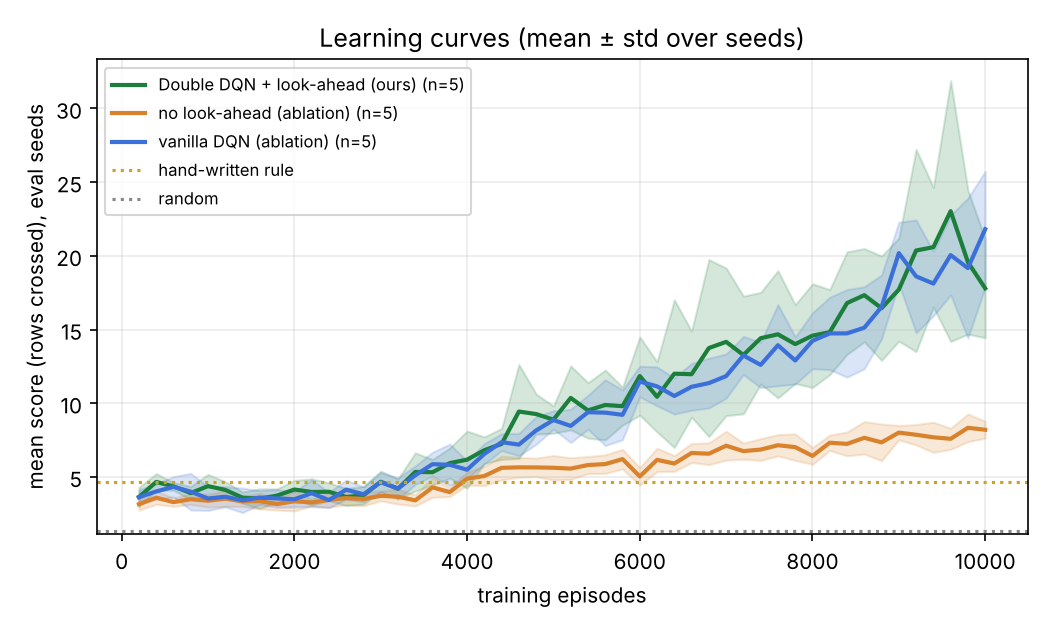 Learning curves (mean ± std over seeds)
Double DQN + look-ahead (ours) (n=5)
no look-ahead (ablation) (n=5)
vanilla DQN (ablation) (n=5)
hand-written rule
random
mean score (rows crossed), eval seeds
30
25
20
15
10
5
0
2000
4000
6000
8000
10000
training episodes